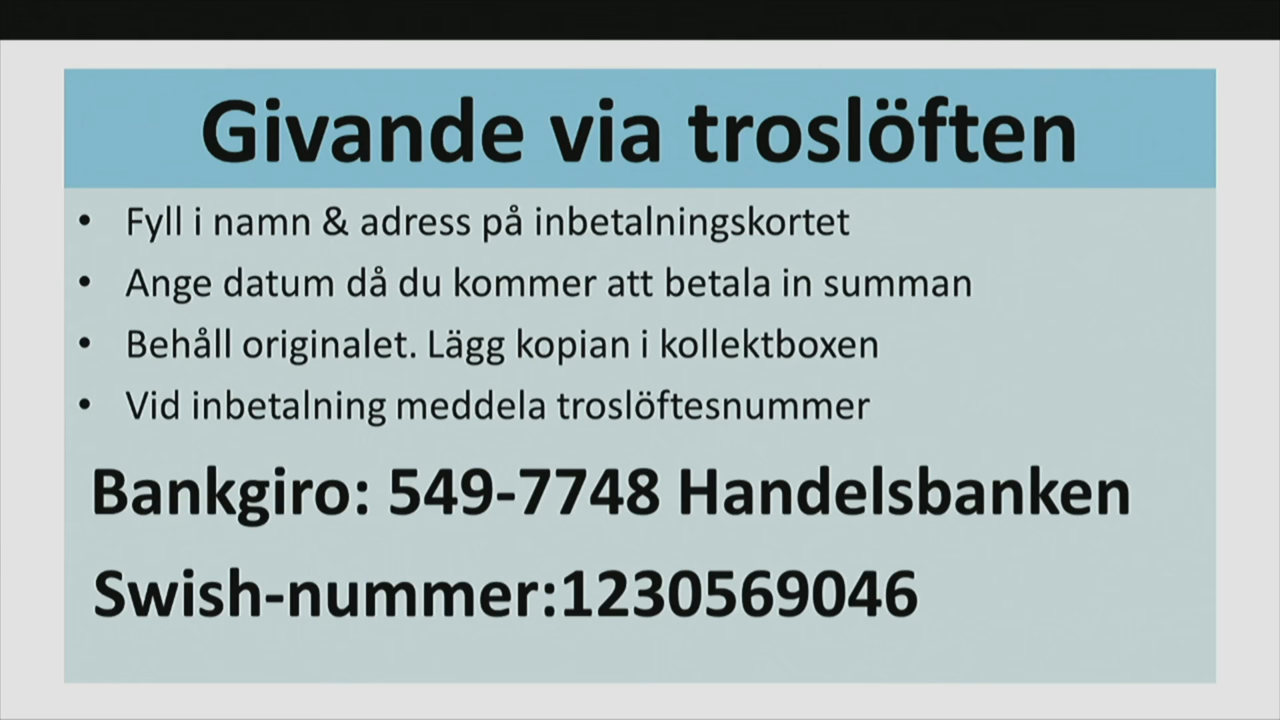 Givande via troslöften
• Fyll i namn & adress på inbetalningskortet
• Ange datum då du kommer att betala in summan
• Behåll originalet. Lägg kopian i kollektboxen
• Vid inbetalning meddela troslöftesnummer
Bankgiro: 549-7748 Handelsbanken
Swish-nummer:1230569046